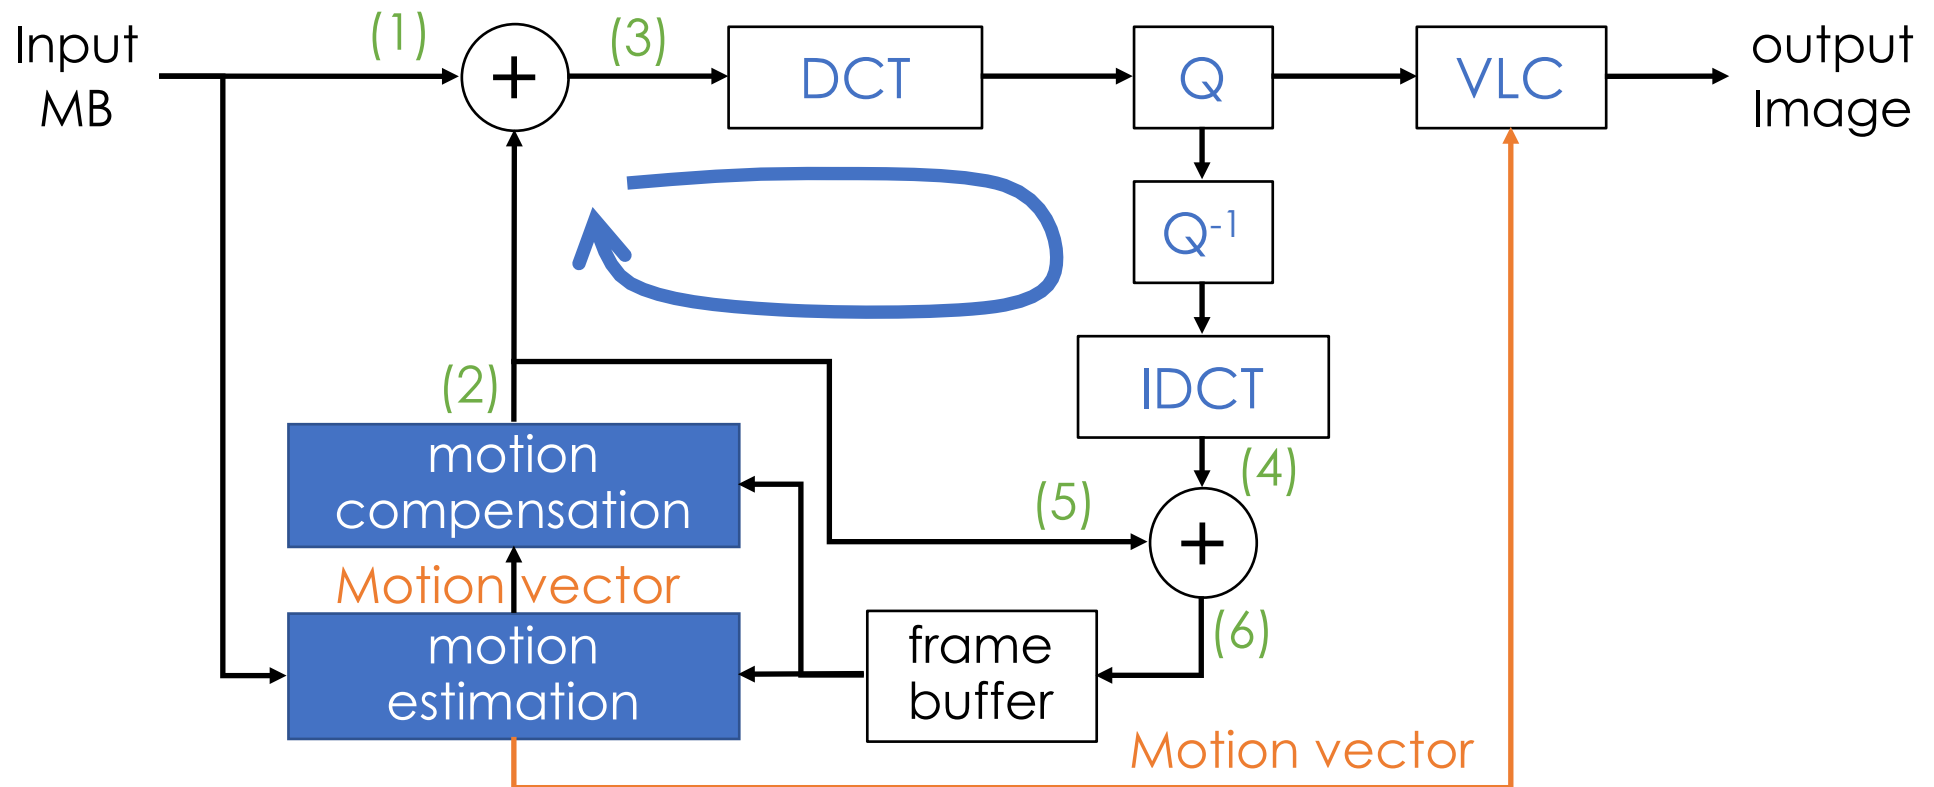 Input
MB
(1)
+
(3)
DCT
Q
VLC
output
Image
Q-1
IDCT
(2)
(4)
(5)
+
(6)
motion
compensation
Motion vector
motion
estimation
frame
buffer
Motion vector